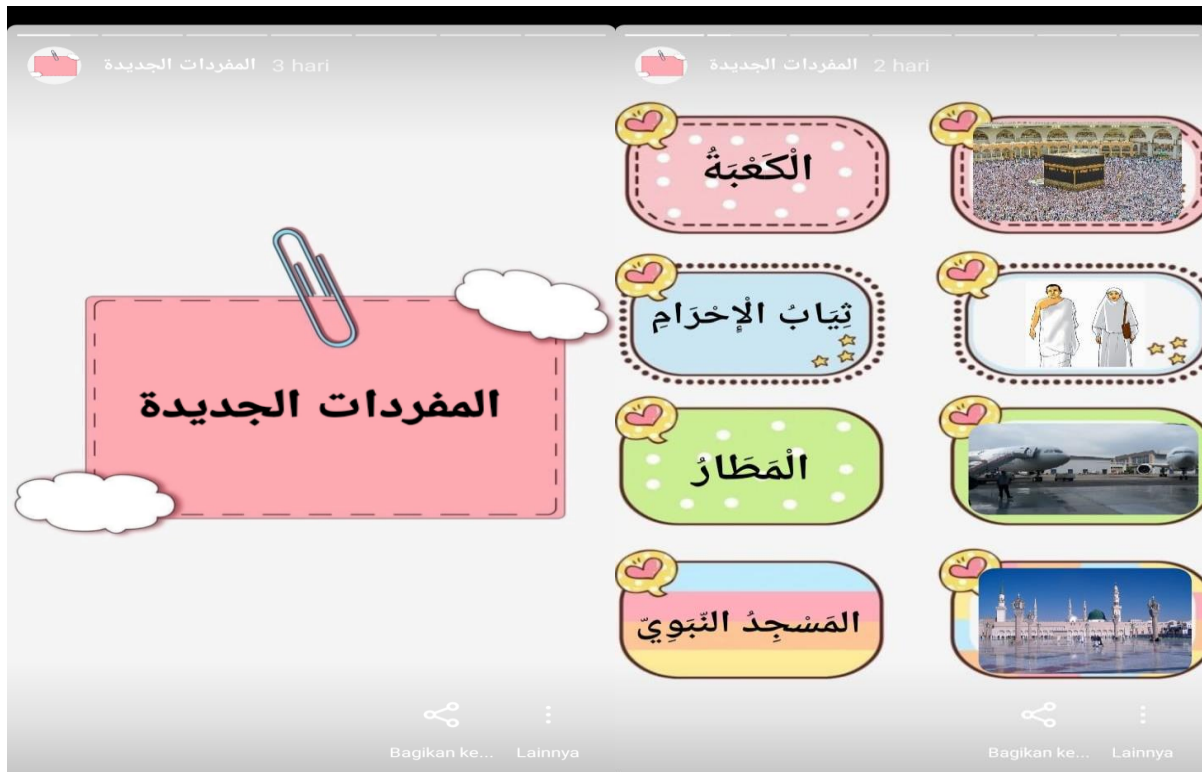 المفردات الجديدة 3 hari
المفردات الجديدة
Bagikan ke...
Lainnya
المفردات الجديدة 2 hari
الْكَعْبَةُ
ثِيَابُ الْإِحْرَامِ
الْمَطَارُ
المَسْجِدُ النّبَوِيّ
Bagikan ke...
Lainnya